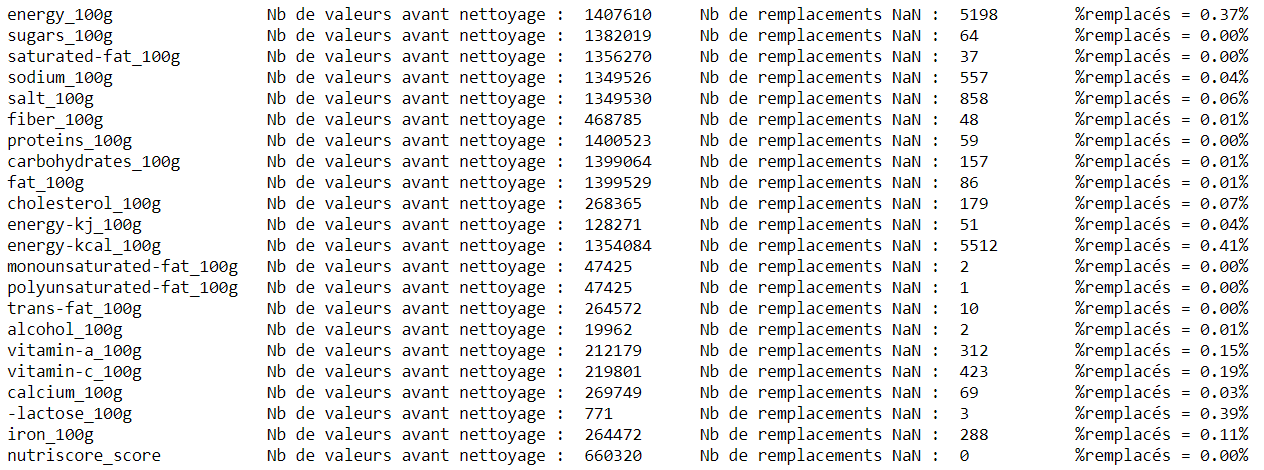 energy_100g Nb de valeurs avant nettoyage : 1407610 Nb de remplacements NaN : 5198 %remplacés = 0.37%
sugars_100g Nb de valeurs avant nettoyage : 1382019 Nb de remplacements NaN : 64 %remplacés = 0.00%
saturated-fat_100g Nb de valeurs avant nettoyage : 1356270 Nb de remplacements NaN : 37 %remplacés = 0.00%
sodium_100g Nb de valeurs avant nettoyage : 1349526 Nb de remplacements NaN : 557 %remplacés = 0.04%
salt_100g Nb de valeurs avant nettoyage : 1349530 Nb de remplacements NaN : 858 %remplacés = 0.06%
fiber_100g Nb de valeurs avant nettoyage : 468785 Nb de remplacements NaN : 48 %remplacés = 0.01%
proteins_100g Nb de valeurs avant nettoyage : 1400523 Nb de remplacements NaN : 59 %remplacés = 0.00%
carbohydrates_100g Nb de valeurs avant nettoyage : 1399064 Nb de remplacements NaN : 157 %remplacés = 0.01%
fat_100g Nb de valeurs avant nettoyage : 1399529 Nb de remplacements NaN : 86 %remplacés = 0.01%
cholesterol_100g Nb de valeurs avant nettoyage : 268365 Nb de remplacements NaN : 179 %remplacés = 0.07%
energy-kj_100g Nb de valeurs avant nettoyage : 128271 Nb de remplacements NaN : 51 %remplacés = 0.04%
energy-kcal_100g Nb de valeurs avant nettoyage : 1354084 Nb de remplacements NaN : 5512 %remplacés = 0.41%
monounsaturated-fat_100g Nb de valeurs avant nettoyage : 47425 Nb de remplacements NaN : 2 %remplacés = 0.00%
polyunsaturated-fat_100g Nb de valeurs avant nettoyage : 47425 Nb de remplacements NaN : 1 %remplacés = 0.00%
trans-fat_100g Nb de valeurs avant nettoyage : 264572 Nb de remplacements NaN : 10 %remplacés = 0.00%
alcohol_100g Nb de valeurs avant nettoyage : 19962 Nb de remplacements NaN : 2 %remplacés = 0.01%
vitamin-a_100g Nb de valeurs avant nettoyage : 212179 Nb de remplacements NaN : 312 %remplacés = 0.15%
vitamin-c_100g Nb de valeurs avant nettoyage : 219801 Nb de remplacements NaN : 423 %remplacés = 0.19%
calcium_100g Nb de valeurs avant nettoyage : 269749 Nb de remplacements NaN : 69 %remplacés = 0.03%
-lactose_100g Nb de valeurs avant nettoyage : 771 Nb de remplacements NaN : 3 %remplacés = 0.39%
iron_100g Nb de valeurs avant nettoyage : 264472 Nb de remplacements NaN : 288 %remplacés = 0.11%
nutriscore_score Nb de valeurs avant nettoyage : 660320 Nb de remplacements NaN : 0 %remplacés = 0.00%